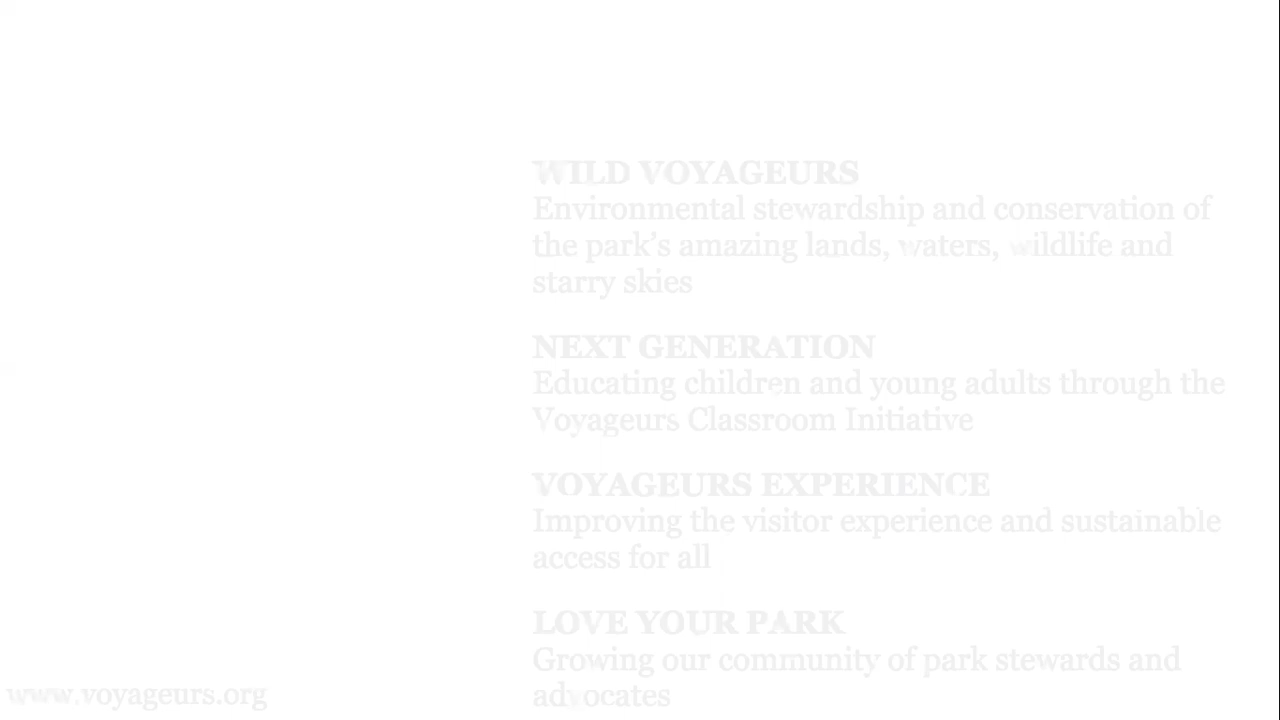 WILD VOYAGEURS
Environmental stewardship and conservation of
the park’s amazing lands, waters, wildlife and
starry skies
NEXT GENERATION
Educating children and young adults through the
Voyageurs Classroom Initiative
VOYAGEURS EXPERIENCE
Improving the visitor experience and sustainable
access for all
LOVE YOUR PARK
Growing our community of park stewards and
advocates
www.voyageurs.org